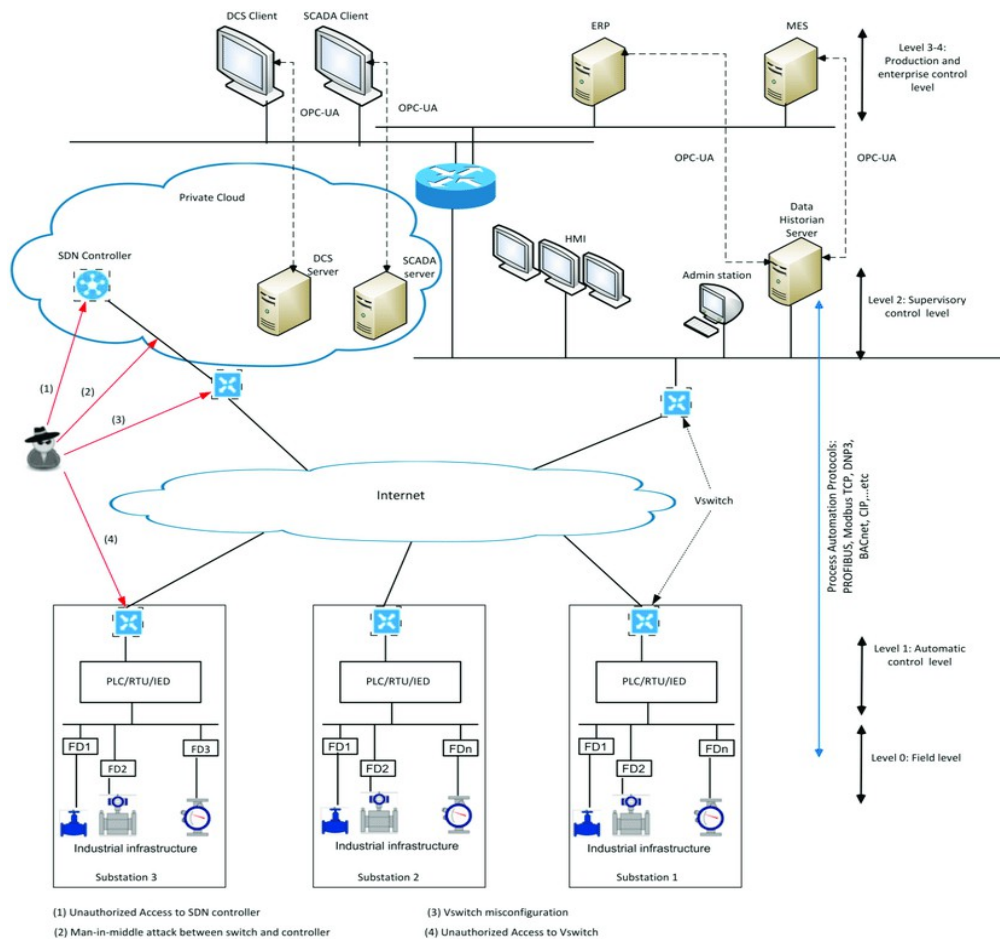 DCS Client
SCADA Client
ERP
MES
Level 3-4:
Production and
enterprise control
level
OPC-UA
OPC-UA
OPC-UA
OPC-UA
Private Cloud
SDN Controller
DCS
Server
SCADA
server
HMI
Admin station
Data
Historian
Server
Level 2: Supervisory
control level
(1)
(2)
(3)
(4)
Internet
Vswitch
Process Automation Protocols:
PROFIBUS, Modbus TCP, DNP3,
BACnet, CIP,...etc
Level 1: Automatic
control level
Level 0: Field level
PLC/RTU/IED
FD1
FD2
FD3
Industrial infrastructure
Substation 3
PLC/RTU/IED
FD1
FD2
FDn
Industrial infrastructure
Substation 2
PLC/RTU/IED
FD1
FD2
FDn
Industrial infrastructure
Substation 1
(1) Unauthorized Access to SDN controller
(2) Man-in-middle attack between switch and controller
(3) Vswitch misconfiguration
(4) Unauthorized Access to Vswitch